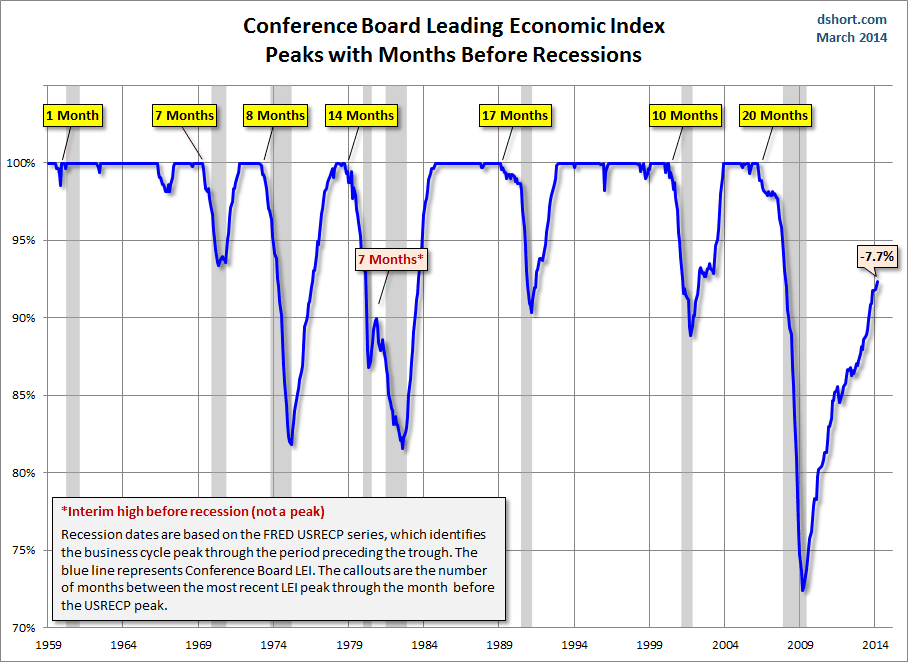 Conference Board Leading Economic Index
Peaks with Months Before Recessions
dshort.com
March 2014
1 Month
7 Months
8 Months
14 Months
17 Months
10 Months
20 Months
100%
95%
7 Months*
-7.7%
90%
85%
80%
75%
70%
*Interim high before recession (not a peak)
Recession dates are based on the FRED USRECP series, which identifies
the business cycle peak through the period preceding the trough. The
blue line represents Conference Board LEI. The callouts are the number
of months between the most recent LEI peak through the month before
the USRECP peak.
1959 1964 1969 1974 1979 1984 1989 1994 1999 2004 2009 2014